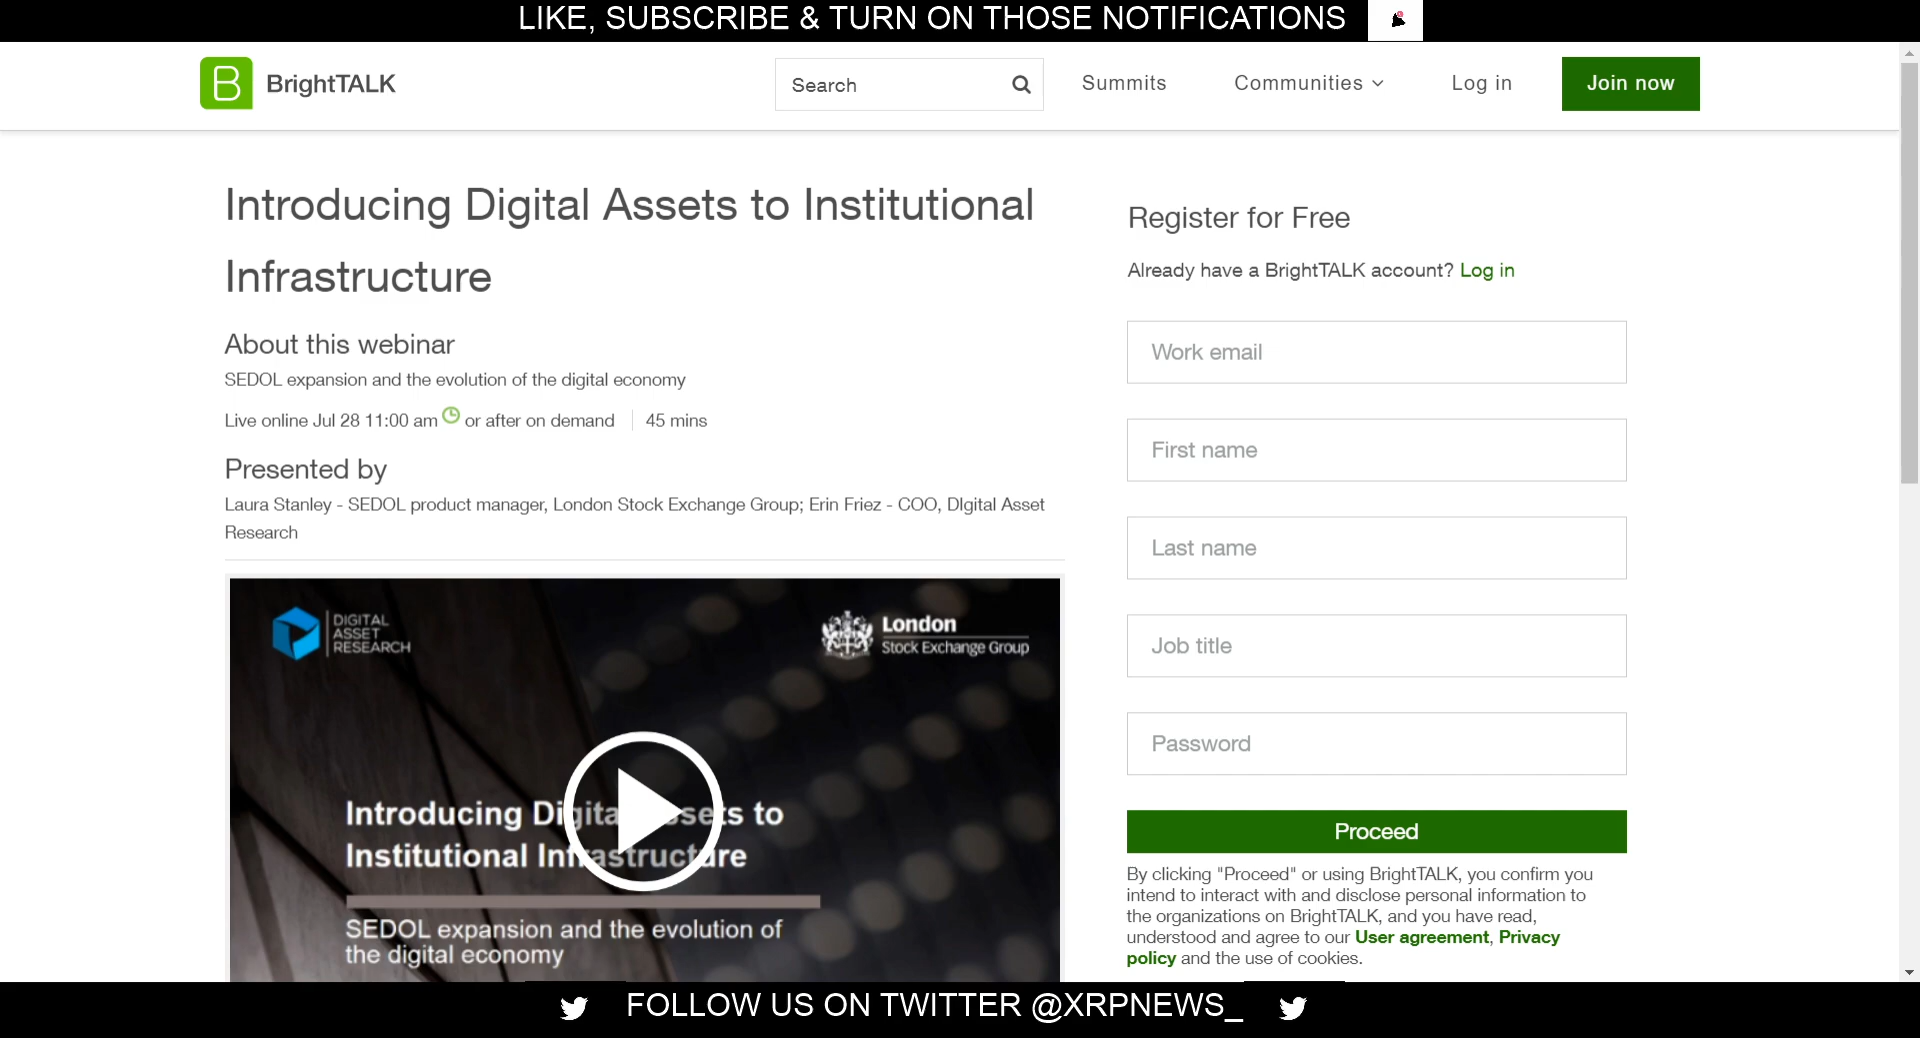 LIKE, SUBSCRIBE & TURN ON THOSE NOTIFICATIONS
B BrightTALK
Search
Summits
Communities
Log in
Join now
Introducing Digital Assets to Institutional
Infrastructure
About this webinar
SEDOL expansion and the evolution of the digital economy
Live online Jul 28 11:00 am or after on demand
45 mins
Presented by
Laura Stanley - SEDOL product manager, London Stock Exchange Group; Erin Friez - COO, DIgital Asset
Research
DIGITAL
ASSET
RESEARCH
London
Stock Exchange Group
Introducing Digital Assets to
Institutional Infrastructure
SEDOL expansion and the evolution of
the digital economy
Register for Free
Already have a BrightTALK account? Log in
Work email
First name
Last name
Job title
Password
Proceed
By clicking "Proceed" or using BrightTALK, you confirm you
intend to interact with and disclose personal information to
the organizations on BrightTALK, and you have read,
understood and agree to our User agreement, Privacy
policy and the use of cookies.
FOLLOW US ON TWITTER @XRPNEWS_